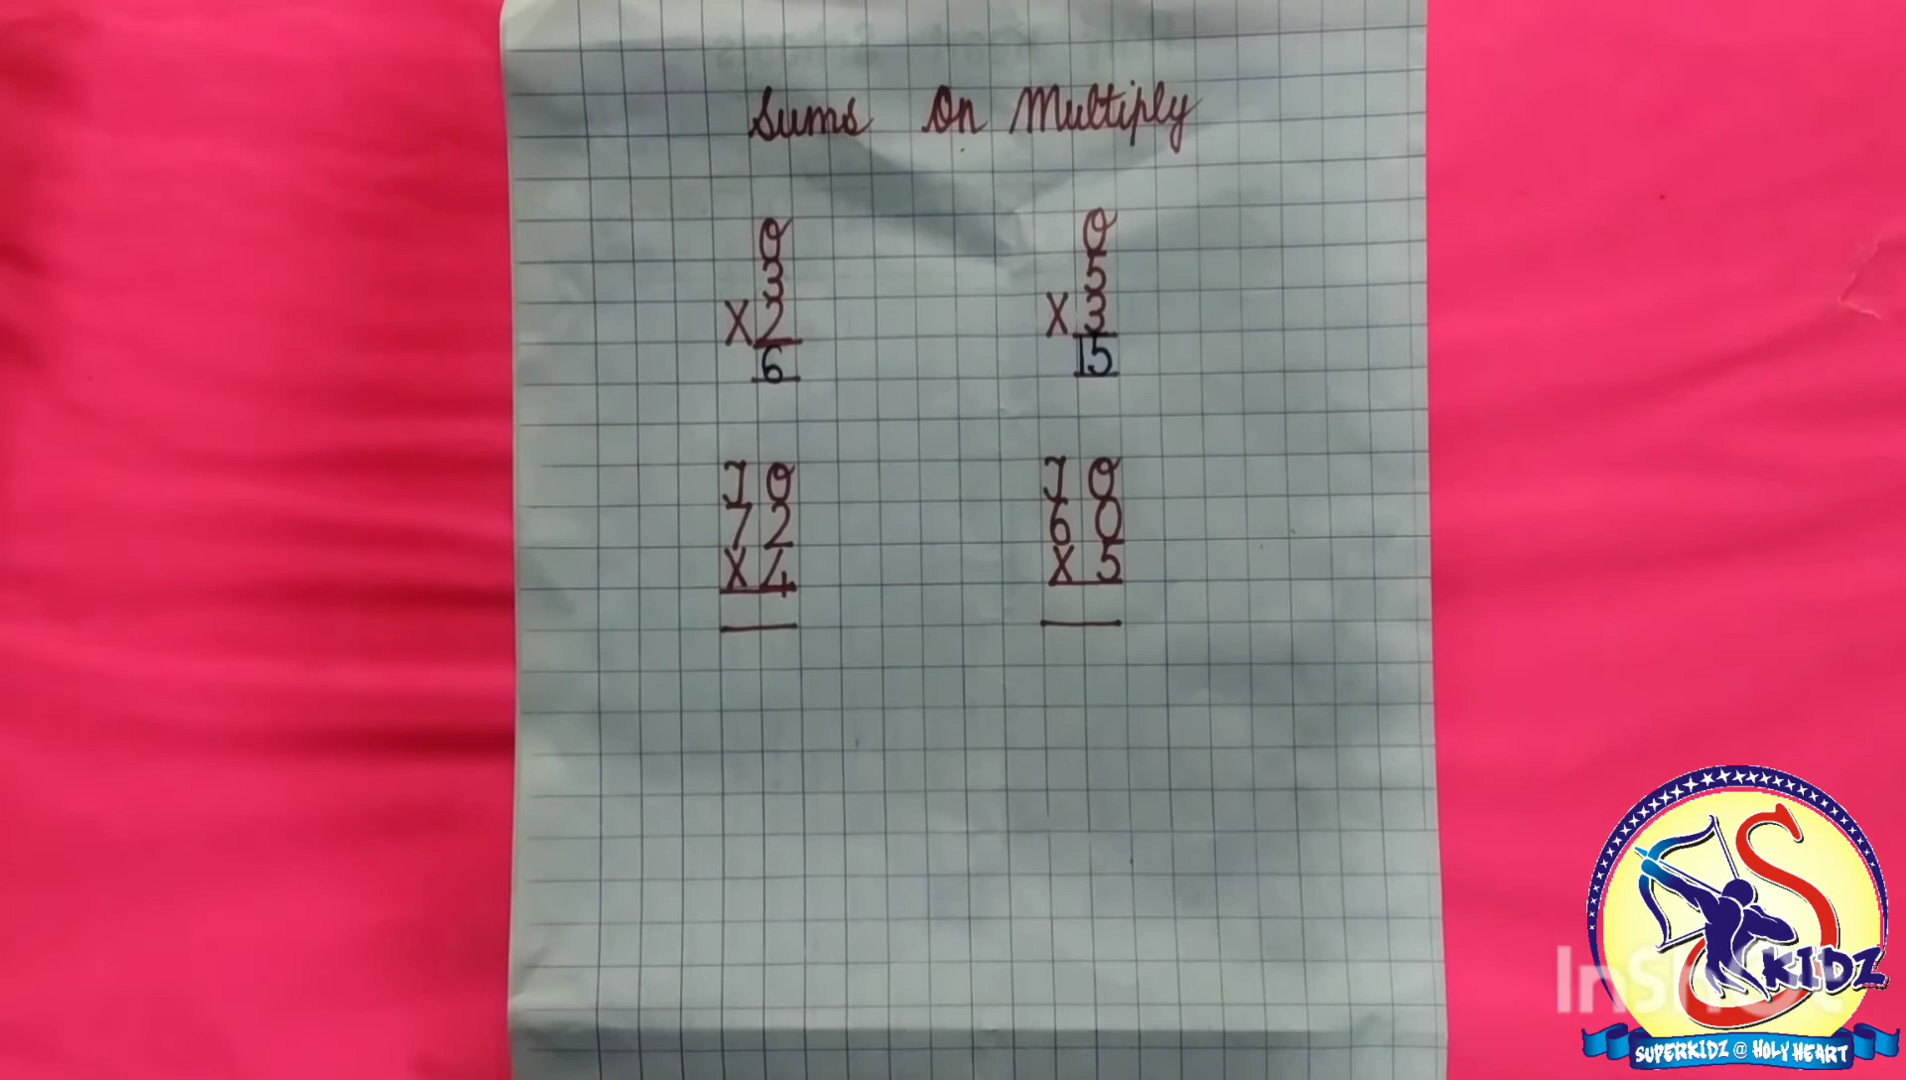 Sums On Multiply
O O
3 5
X 2 X 3
6 15
T O T O
7 2 6 0
X 4 X 5
S
KIDZ
SUPERKIDZ @ HOLY HEART